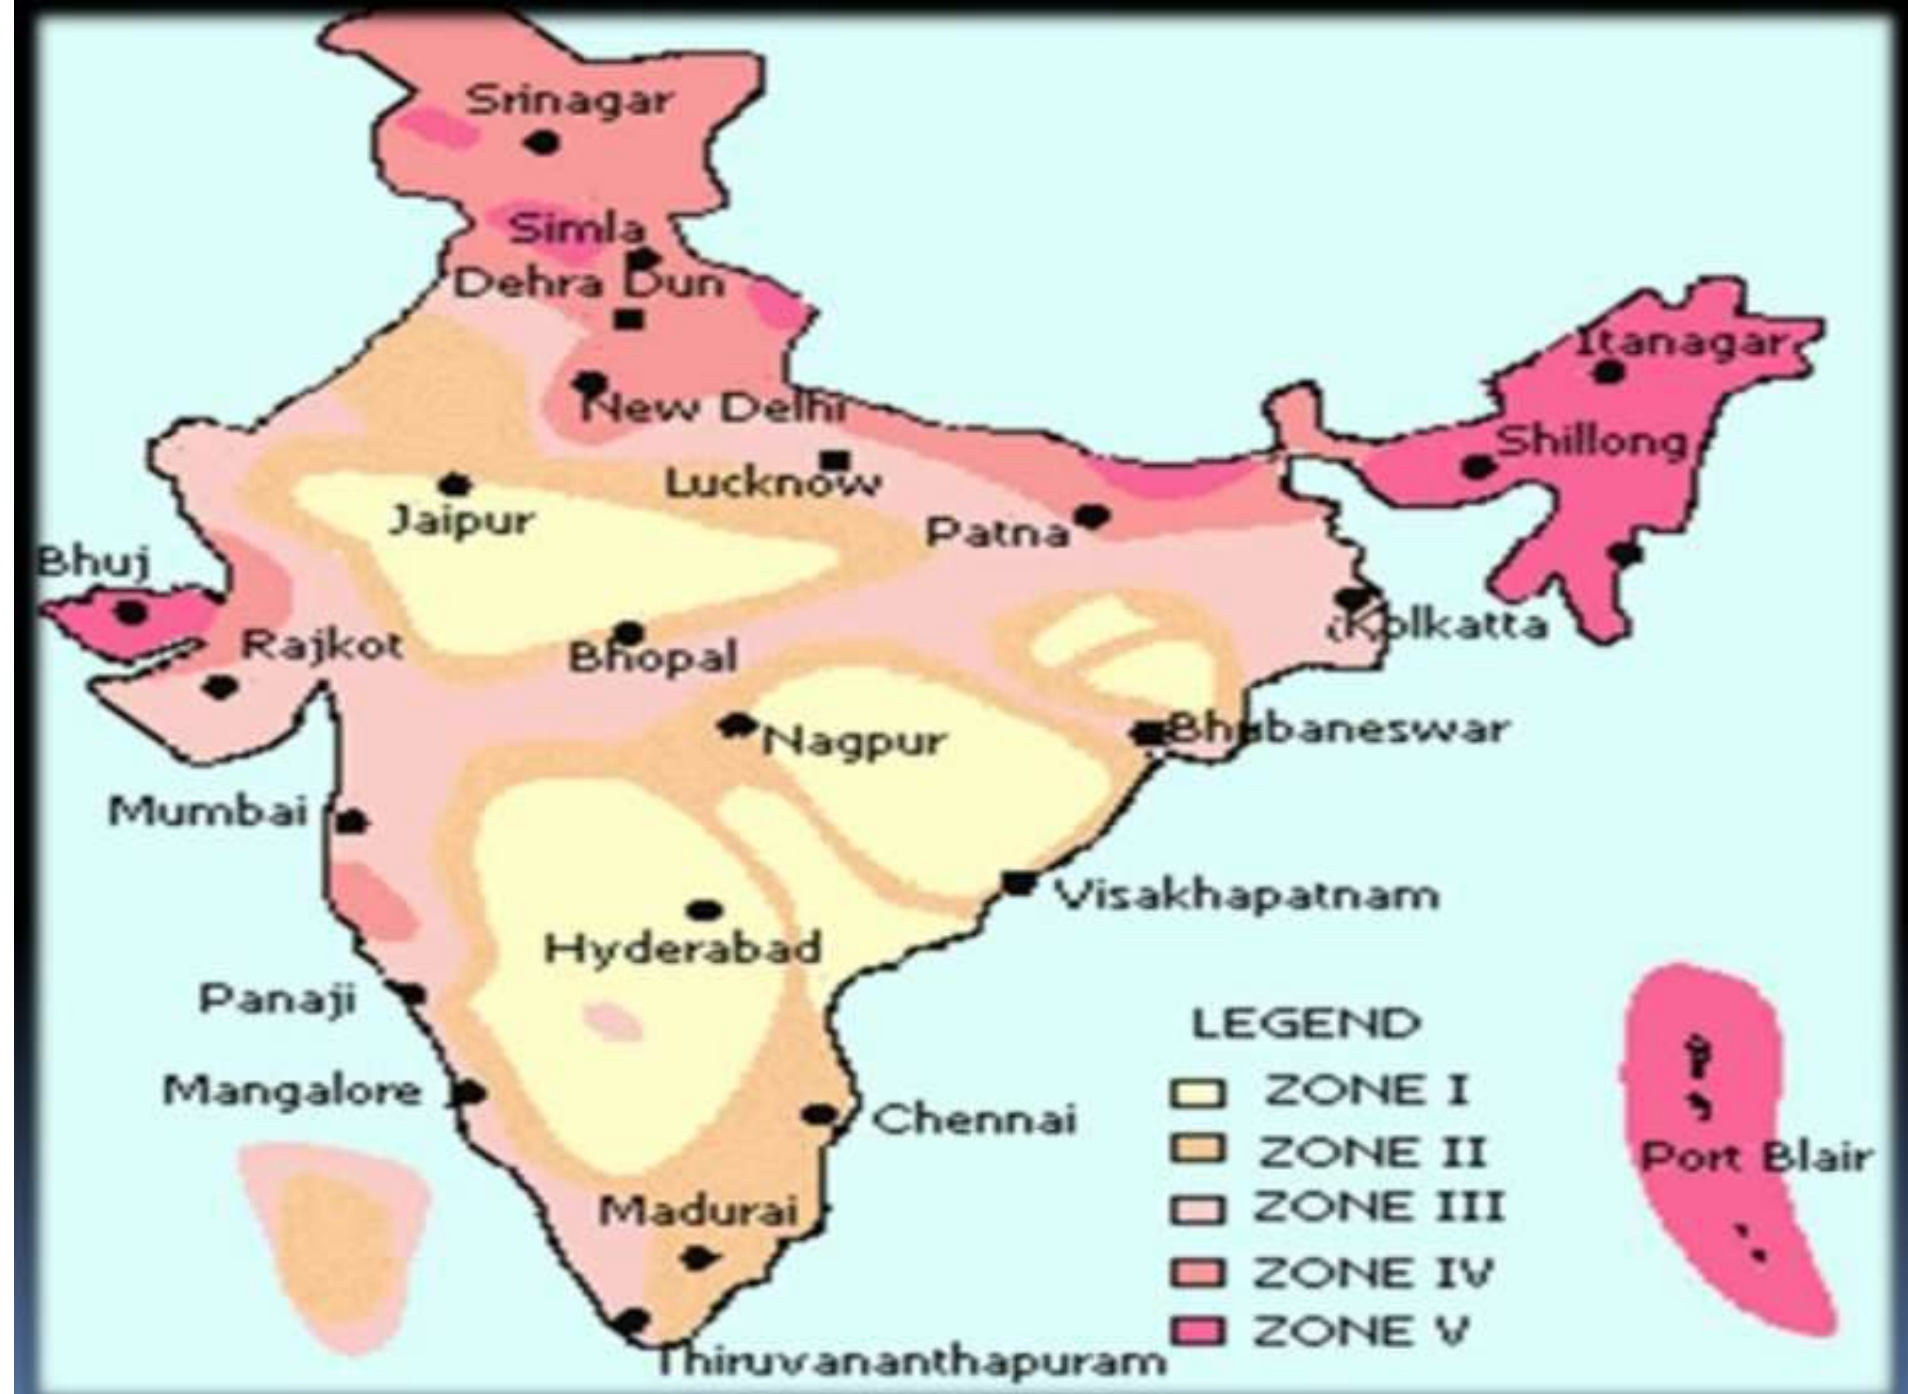 Srinagar
Simla
Dehra Dun
Itanagar
New Delhi
Shillong
Lucknow
Jaipur
Patna
Bhuj
Kolkatta
Rajkot
Bhopal
Bhubaneswar
Nagpur
Mumbai
Visakhapatnam
Hyderabad
Panaji
LEGEND
Mangalore
ZONE I
Chennai
ZONE II
Port Blair
Madurai
ZONE III
ZONE IV
ZONE V
Thiruvananthapuram